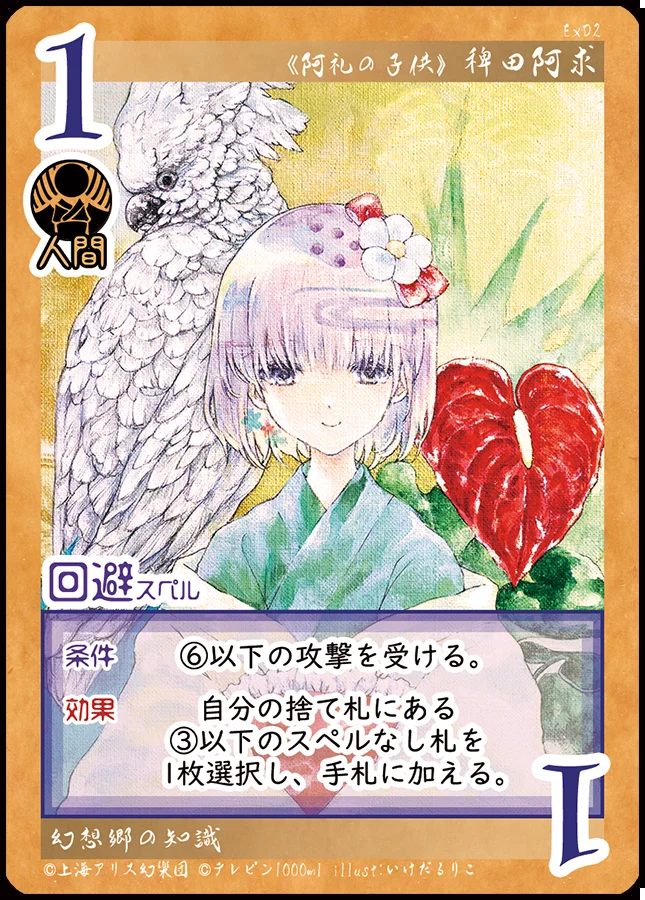 Ex02
1
《阿礼の子供》 稗田阿求
人間
回避スペル
条件 ⑥以下の攻撃を受ける。
効果 自分の捨て札にある
③以下のスペルなし札を
1枚選択し、手札に加える。
1
幻想郷の知識
©上海アリス幻樂団 ©テレピン1000ml illust:いけだるりこ